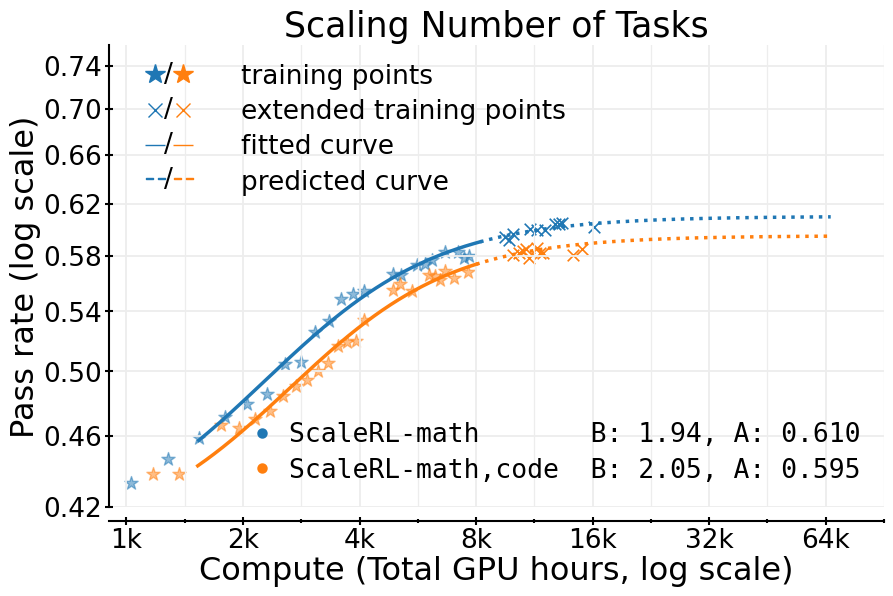 Scaling Number of Tasks
Pass rate (log scale)
0.74
0.70
0.66
0.62
0.58
0.54
0.50
0.46
0.42
/ training points
/ extended training points
/ fitted curve
/ predicted curve
ScaleRL-math B: 1.94, A: 0.610
ScaleRL-math,code B: 2.05, A: 0.595
1k 2k 4k 8k 16k 32k 64k
Compute (Total GPU hours, log scale)